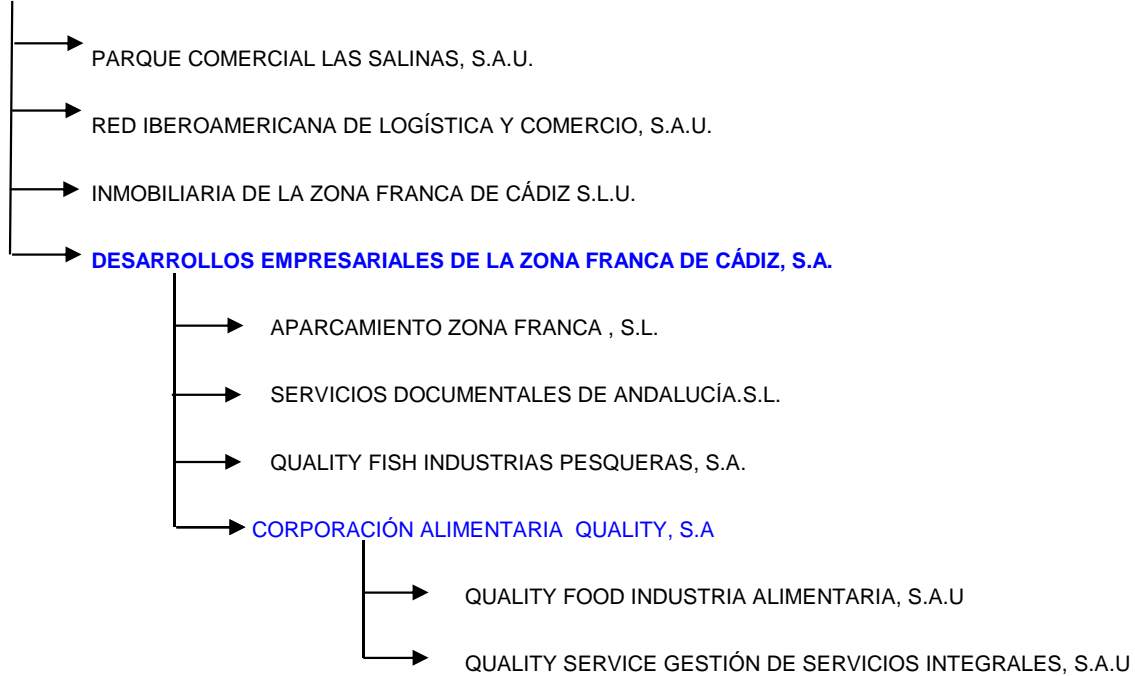 PARQUE COMERCIAL LAS SALINAS, S.A.U.
RED IBEROAMERICANA DE LOGÍSTICA Y COMERCIO, S.A.U.
INMOBILIARIA DE LA ZONA FRANCA DE CÁDIZ S.L.U.
DESARROLLOS EMPRESARIALES DE LA ZONA FRANCA DE CÁDIZ, S.A.
APARCAMIENTO ZONA FRANCA , S.L.
SERVICIOS DOCUMENTALES DE ANDALUCÍA.S.L.
QUALITY FISH INDUSTRIAS PESQUERAS, S.A.
CORPORACIÓN ALIMENTARIA QUALITY, S.A
QUALITY FOOD INDUSTRIA ALIMENTARIA, S.A.U
QUALITY SERVICE GESTIÓN DE SERVICIOS INTEGRALES, S.A.U